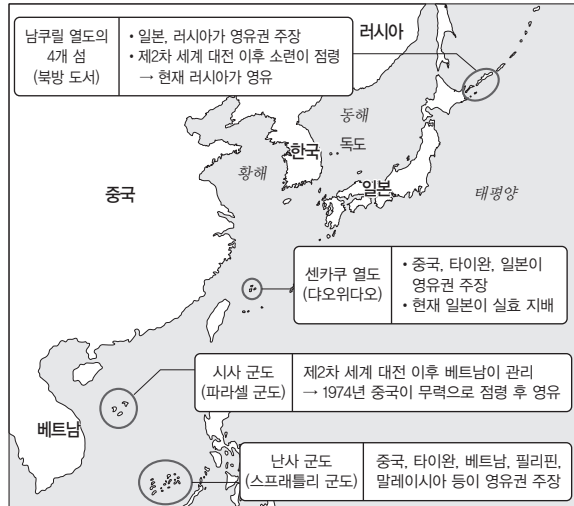 남쿠릴 열도의
4개 섬
(북방 도서)
• 일본, 러시아가 영유권 주장
• 제2차 세계 대전 이후 소련이 점령
→ 현재 러시아가 영유
러시아
동해
독도
한국
황해
일본
중국
태평양
센카쿠 열도
(댜오위다오)
• 중국, 타이완, 일본이
영유권 주장
• 현재 일본이 실효 지배
시사 군도
(파라셀 군도)
제2차 세계 대전 이후 베트남이 관리
→ 1974년 중국이 무력으로 점령 후 영유
베트남
난사 군도
(스프래틀리 군도)
중국, 타이완, 베트남, 필리핀,
말레이시아 등이 영유권 주장